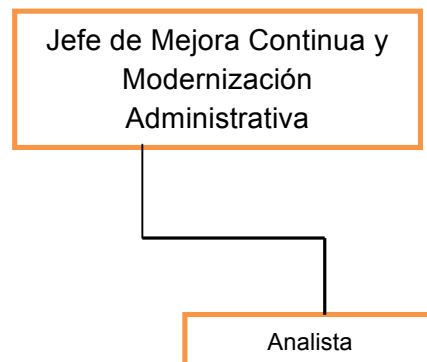 Jefe de Mejora Continua y
Modernización
Administrativa
Analista